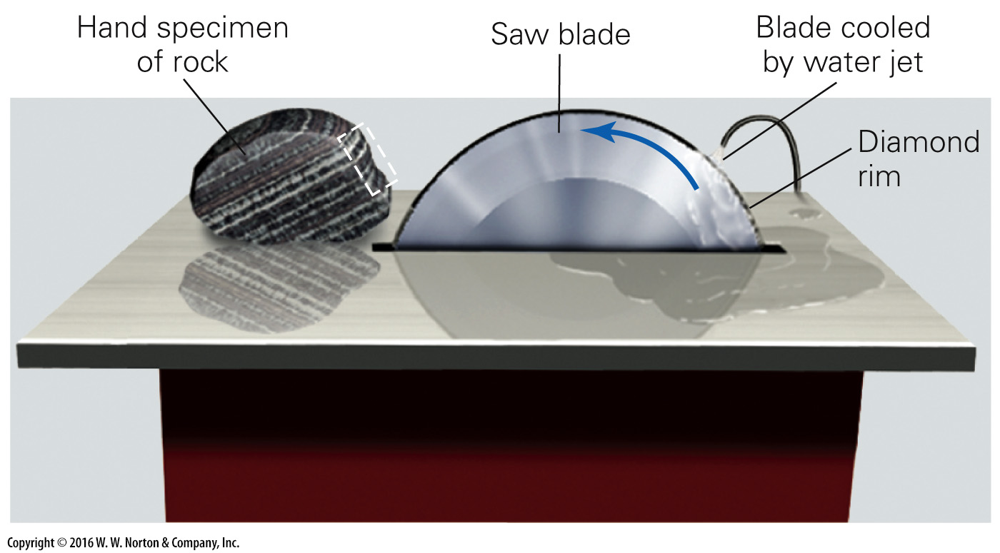 Hand specimen
of rock
Saw blade
Blade cooled
by water jet
Diamond
rim
Copyright © 2016 W. W. Norton & Company, Inc.